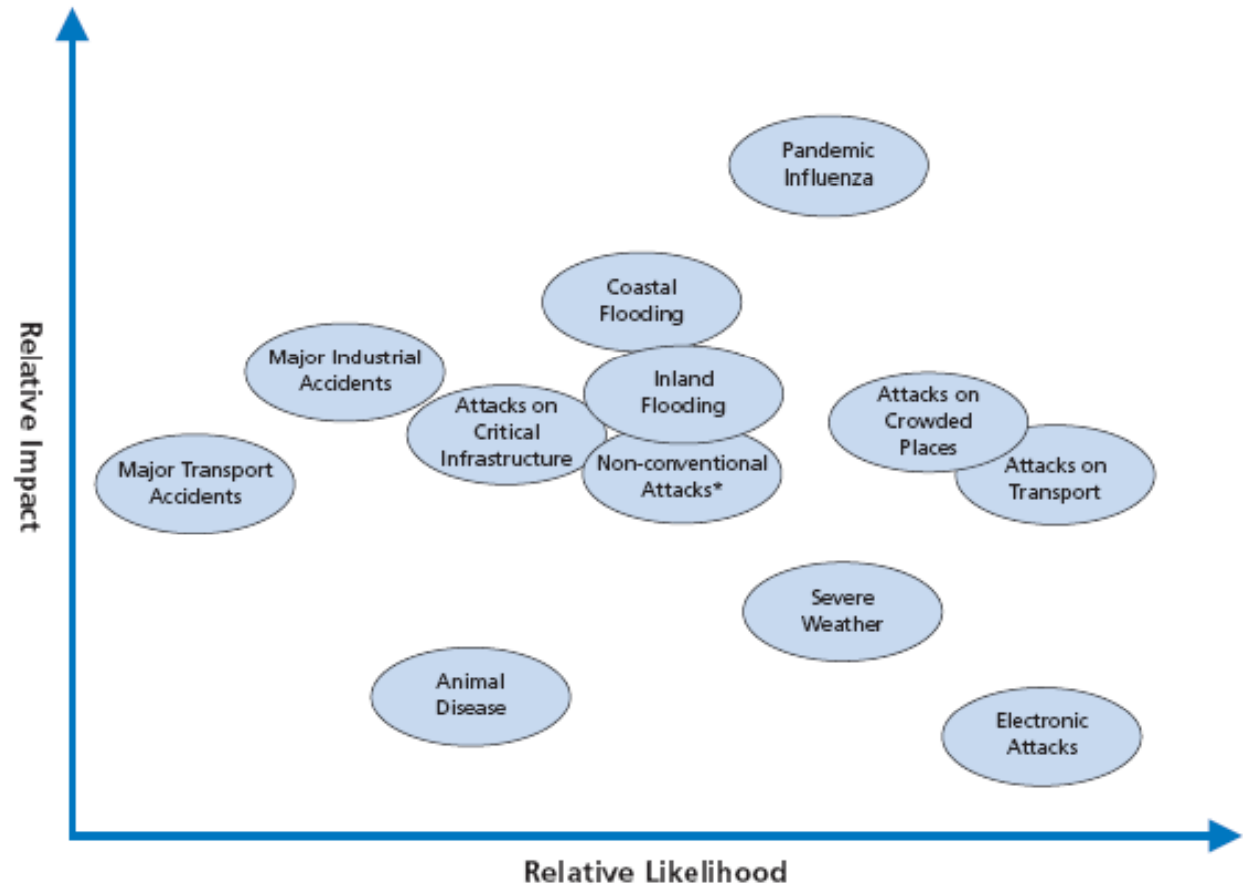 Pandemic
Influenza
Coastal
Flooding
Major Industrial
Accidents
Inland
Flooding
Attacks on
Critical
Infrastructure
Attacks on
Crowded
Places
Major Transport
Accidents
Non-conventional
Attacks*
Attacks on
Transport
Severe
Weather
Animal
Disease
Electronic
Attacks
Relative Impact
Relative Likelihood